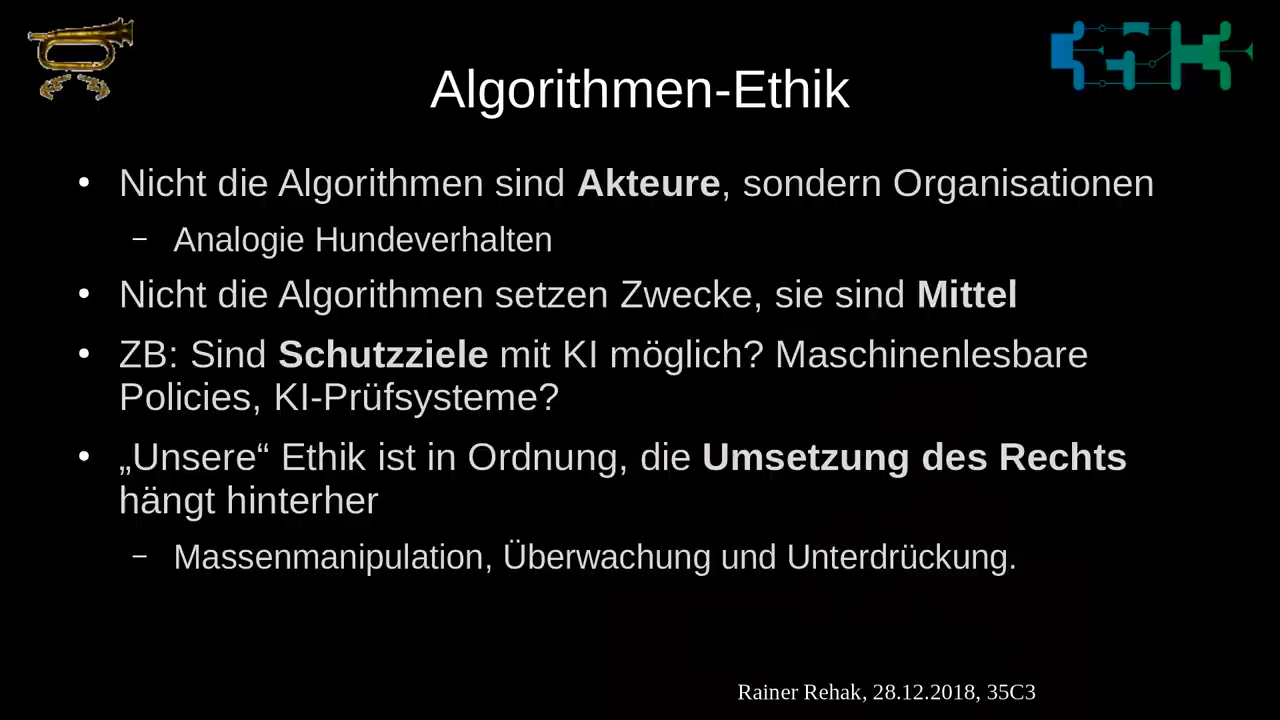 Algorithmen-Ethik
• Nicht die Algorithmen sind Akteure, sondern Organisationen
– Analogie Hundeverhalten
• Nicht die Algorithmen setzen Zwecke, sie sind Mittel
• ZB: Sind Schutzziele mit KI möglich? Maschinenlesbare
Policies, KI-Prüfsysteme?
• „Unsere“ Ethik ist in Ordnung, die Umsetzung des Rechts
hängt hinterher
– Massenmanipulation, Überwachung und Unterdrückung.
Rainer Rehak, 28.12.2018, 35C3